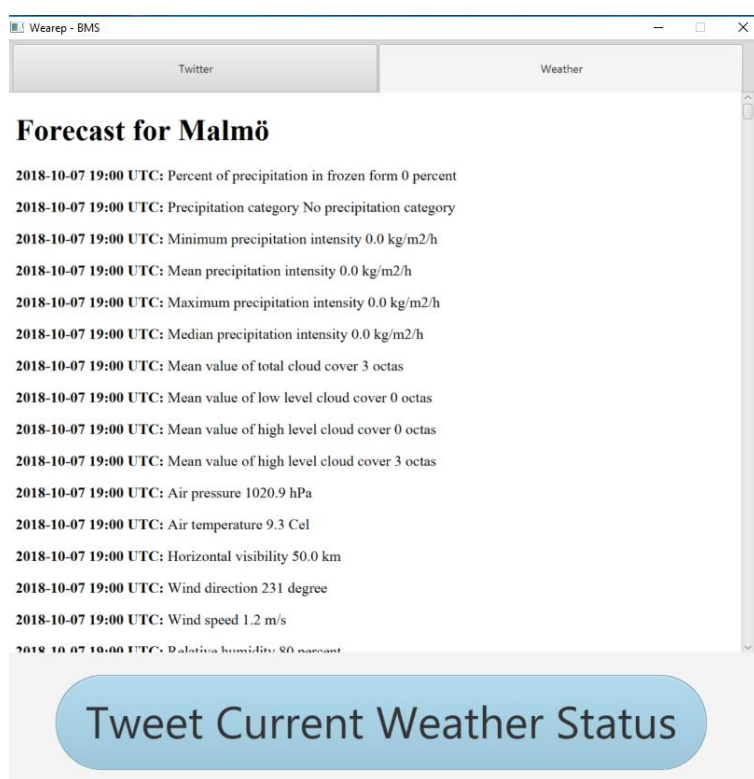 Wearep - BMS
Twitter
Weather
Forecast for Malmö
2018-10-07 19:00 UTC: Percent of precipitation in frozen form 0 percent
2018-10-07 19:00 UTC: Precipitation category No precipitation category
2018-10-07 19:00 UTC: Minimum precipitation intensity 0.0 kg/m2/h
2018-10-07 19:00 UTC: Mean precipitation intensity 0.0 kg/m2/h
2018-10-07 19:00 UTC: Maximum precipitation intensity 0.0 kg/m2/h
2018-10-07 19:00 UTC: Median precipitation intensity 0.0 kg/m2/h
2018-10-07 19:00 UTC: Mean value of total cloud cover 3 octas
2018-10-07 19:00 UTC: Mean value of low level cloud cover 0 octas
2018-10-07 19:00 UTC: Mean value of high level cloud cover 0 octas
2018-10-07 19:00 UTC: Mean value of high level cloud cover 3 octas
2018-10-07 19:00 UTC: Air pressure 1020.9 hPa
2018-10-07 19:00 UTC: Air temperature 9.3 Cel
2018-10-07 19:00 UTC: Horizontal visibility 50.0 km
2018-10-07 19:00 UTC: Wind direction 231 degree
2018-10-07 19:00 UTC: Wind speed 1.2 m/s
2018-10-07 19:00 UTC: Relative humidity 80 percent
Tweet Current Weather Status